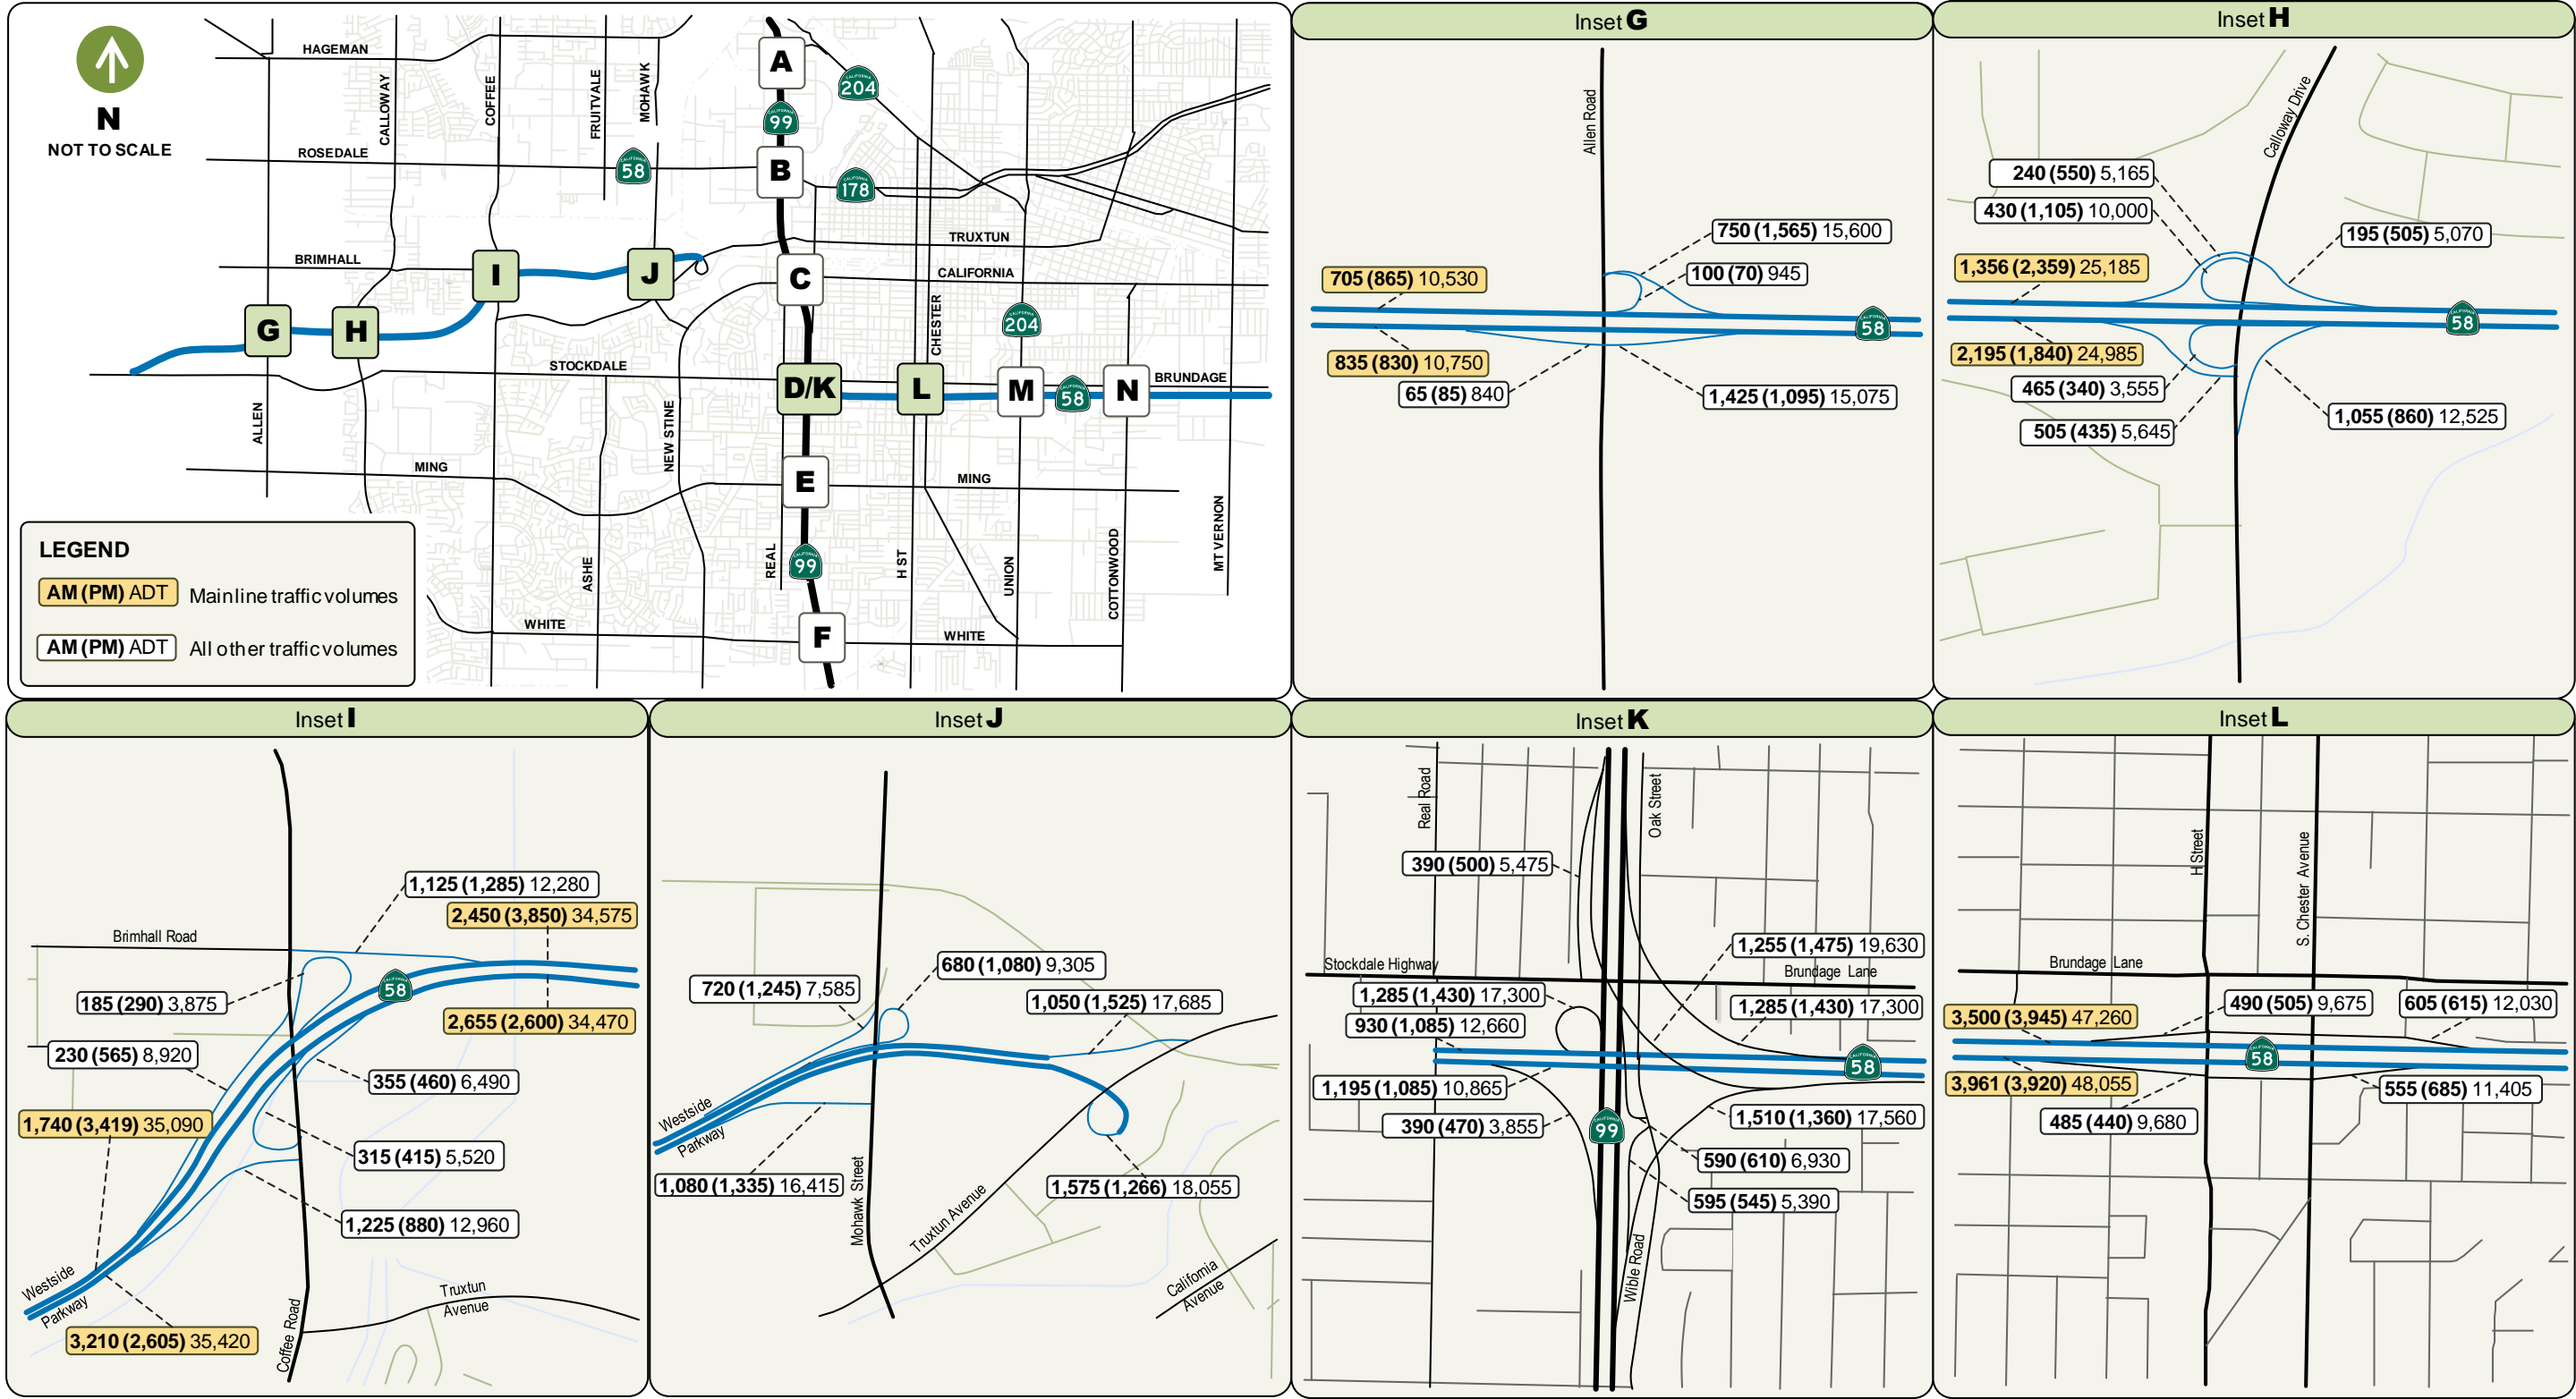 N
NOT TO SCALE
HAGEMAN
CALLOWAY
COFFEE
FRUITVALE
MOHAWK
A
CALIFORNIA 204
CALIFORNIA 99
ROSEDALE
CALIFORNIA 58
B
CALIFORNIA 178
TRUXTUN
BRIMHALL
I
J
C
CALIFORNIA
G
H
CHESTER
CALIFORNIA 204
STOCKDALE
D/K
L
M
CALIFORNIA 58
N
BRUNDAGE
ALLEN
NEW STINE
MING
E
MING
MT VERNON
ASHE
REAL
CALIFORNIA 99
H ST
UNION
COTTONWOOD
WHITE
F
WHITE
LEGEND
AM (PM) ADT Mainline traffic volumes
AM (PM) ADT All other traffic volumes
Inset G
Allen Road
750 (1,565) 15,600
705 (865) 10,530
100 (70) 945
CALIFORNIA 58
835 (830) 10,750
65 (85) 840
1,425 (1,095) 15,075
Inset H
Calloway Drive
240 (550) 5,165
430 (1,105) 10,000
195 (505) 5,070
1,356 (2,359) 25,185
CALIFORNIA 58
2,195 (1,840) 24,985
465 (340) 3,555
505 (435) 5,645
1,055 (860) 12,525
Inset I
1,125 (1,285) 12,280
2,450 (3,850) 34,575
Brimhall Road
CALIFORNIA 58
185 (290) 3,875
2,655 (2,600) 34,470
230 (565) 8,920
355 (460) 6,490
1,740 (3,419) 35,090
315 (415) 5,520
1,225 (880) 12,960
Westside
Parkway
Truxtun
Avenue
3,210 (2,605) 35,420
Coffee Road
Inset J
680 (1,080) 9,305
720 (1,245) 7,585
1,050 (1,525) 17,685
Westside
Parkway
1,080 (1,335) 16,415
1,575 (1,266) 18,055
Mohawk Street
Truxtun Avenue
California
Avenue
Inset K
Real Road
Oak Street
390 (500) 5,475
1,255 (1,475) 19,630
Stockdale Highway
Brundage Lane
1,285 (1,430) 17,300
1,285 (1,430) 17,300
930 (1,085) 12,660
CALIFORNIA 58
1,195 (1,085) 10,865
390 (470) 3,855
CALIFORNIA 99
1,510 (1,360) 17,560
590 (610) 6,930
595 (545) 5,390
Wible Road
Inset L
H Street
S. Chester Avenue
Brundage Lane
490 (505) 9,675
605 (615) 12,030
3,500 (3,945) 47,260
CALIFORNIA 58
3,961 (3,920) 48,055
555 (685) 11,405
485 (440) 9,680